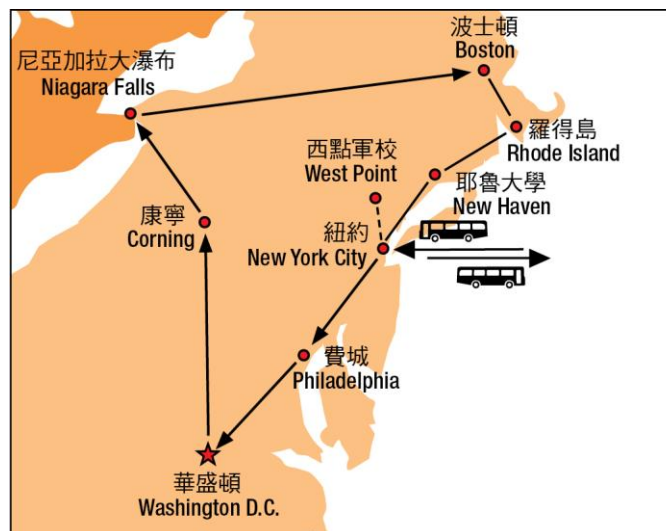 波士頓
Boston
尼亞加拉大瀑布
Niagara Falls
羅得島
Rhode Island
西點軍校
West Point
耶魯大學
New Haven
康寧
Corning
紐約
New York City
費城
Philadelphia
華盛頓
Washington D.C.